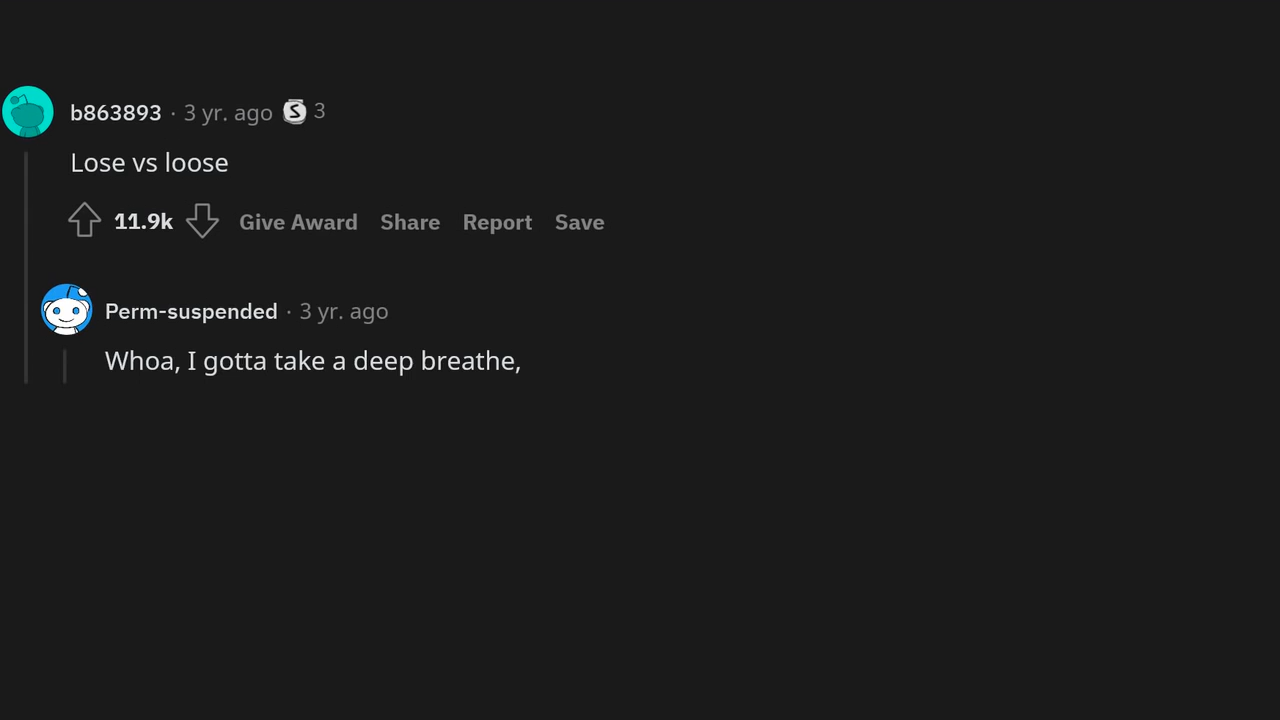 b863893 · 3 yr. ago S 3
Lose vs loose
11.9k Give Award Share Report Save
Perm-suspended · 3 yr. ago
Whoa, I gotta take a deep breathe,